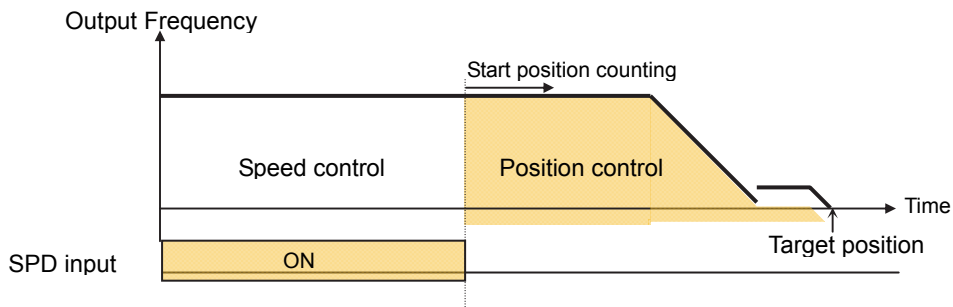 Output Frequency
Start position counting
Speed control
Position control
Time
Target position
SPD input
ON